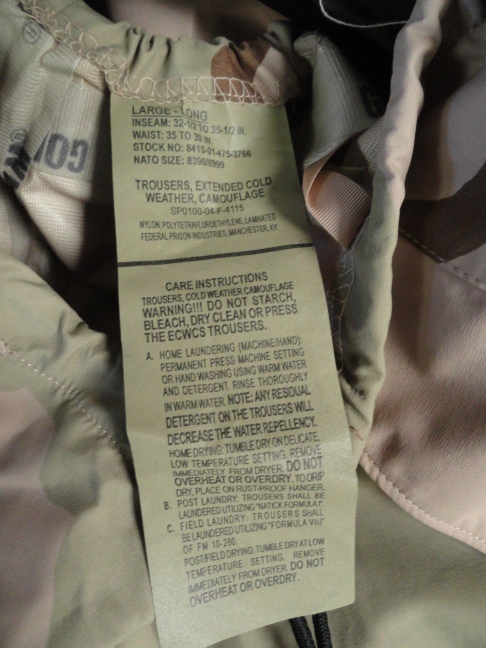 LARGE - LONG
INSEAM: 32-1/2 TO 35-1/2 IN.
WAIST: 35 TO 39 IN.
STOCK NO: 8415-01-475-3766
NATO SIZE: 8390/8999
TROUSERS, EXTENDED COLD
WEATHER, CAMOUFLAGE
SP0100-04-F-4115
NYLON, POLYTETRAFLUROETHYLENE, LAMINATED
FEDERAL PRISON INDUSTRIES, MANCHESTER, KY
CARE INSTRUCTIONS
TROUSERS, COLD WEATHER CAMOUFLAGE
WARNING!!! DO NOT STARCH,
BLEACH, DRY CLEAN OR PRESS
THE ECWCS TROUSERS.
A. HOME LAUNDERING (MACHINE/HAND):
PERMANENT PRESS MACHINE SETTING
OR HAND WASHING USING WARM WATER
AND DETERGENT. RINSE THOROUGHLY
IN WARM WATER. NOTE: ANY RESIDUAL
DETERGENT ON THE TROUSERS WILL
DECREASE THE WATER REPELLENCY.
HOME DRYING: TUMBLE DRY ON DELICATE,
LOW TEMPERATURE SETTING, REMOVE
IMMEDIATELY FROM DRYER. DO NOT
OVERHEAT OR OVERDRY. TO DRIP
DRY, PLACE ON RUST-PROOF HANGER.
B. POST LAUNDRY: TROUSERS SHALL BE
LAUNDERED UTILIZING "NATICK FORMULA".
C. FIELD LAUNDRY: TROUSERS SHALL
BE LAUNDERED UTILIZING "FORMULA VIII"
OF FM 10-280.
POST/FIELD DRYING: TUMBLE DRY AT LOW
TEMPERATURE SETTING. REMOVE
IMMEDIATELY FROM DRYER. DO NOT
OVERHEAT OR OVERDRY.